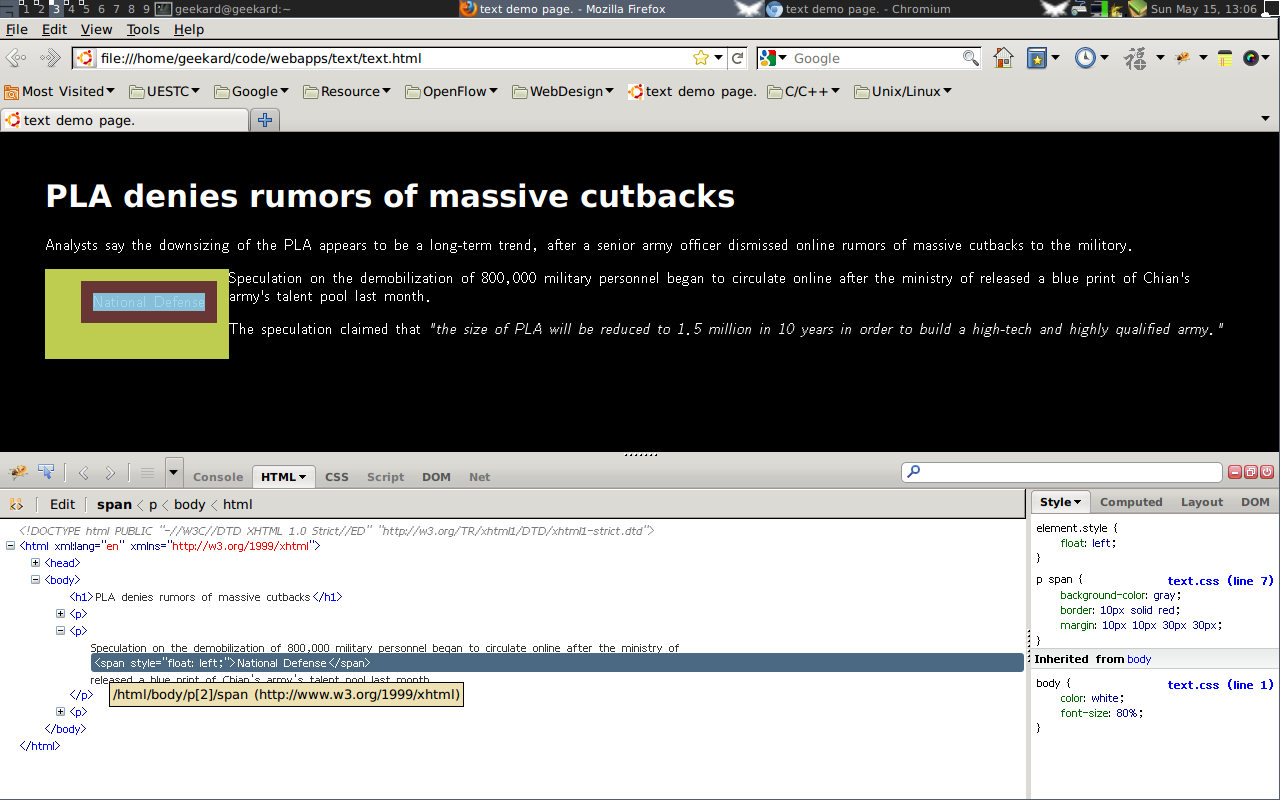 1 2 3 4 5 6 7 8 9 geekard@geekard:~ text demo page. - Mozilla Firefox text demo page. - Chromium Sun May 15, 13:06
File Edit View Tools Help
file:///home/geekard/code/webapps/text/text.html Google 福
Most Visited UESTC Google Resource OpenFlow WebDesign text demo page. C/C++ Unix/Linux
text demo page.
PLA denies rumors of massive cutbacks
Analysts say the downsizing of the PLA appears to be a long-term trend, after a senior army officer dismissed online rumors of massive cutbacks to the military.
Speculation on the demobilization of 800,000 military personnel began to circulate online after the ministry of released a blue print of Chian's
National Defense army's talent pool last month.
The speculation claimed that "the size of PLA will be reduced to 1.5 million in 10 years in order to build a high-tech and highly qualified army."
Console HTML CSS Script DOM Net
Edit span < p < body < html
<!DOCTYPE html PUBLIC "-//W3C//DTD XHTML 1.0 Strict//ED" "http://w3.org/TR/xhtml1/DTD/xhtml1-strict.dtd">
<html xml:lang="en" xmlns="http://w3.org/1999/xhtml">
<head>
<body>
<h1>PLA denies rumors of massive cutbacks</h1>
<p>
<p>
Speculation on the demobilization of 800,000 military personnel began to circulate online after the ministry of
<span style="float: left;">National Defense</span>
released a blue print of Chian's army's talent pool last month.
</p>
/html/body/p[2]/span (http://www.w3.org/1999/xhtml)
<p>
</body>
</html>
Style Computed Layout DOM
element.style {
float: left;
}
p span { text.css (line 7)
background-color: gray;
border: 10px solid red;
margin: 10px 10px 30px 30px;
}
Inherited from body
body { text.css (line 1)
color: white;
font-size: 80%;
}